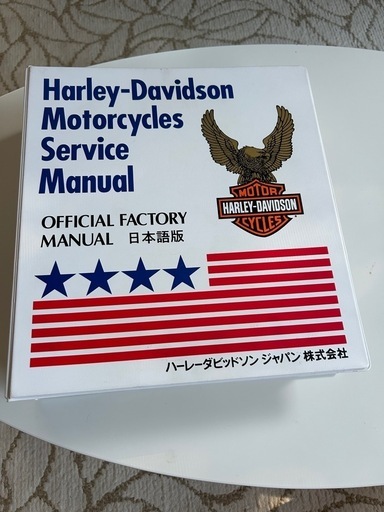 Harley-Davidson
Motorcycles
Service
Manual
OFFICIAL FACTORY
MANUAL 日本語版
MOTOR
HARLEY-DAVIDSON
CYCLES
ハーレーダビッドソン ジャパン 株式会社